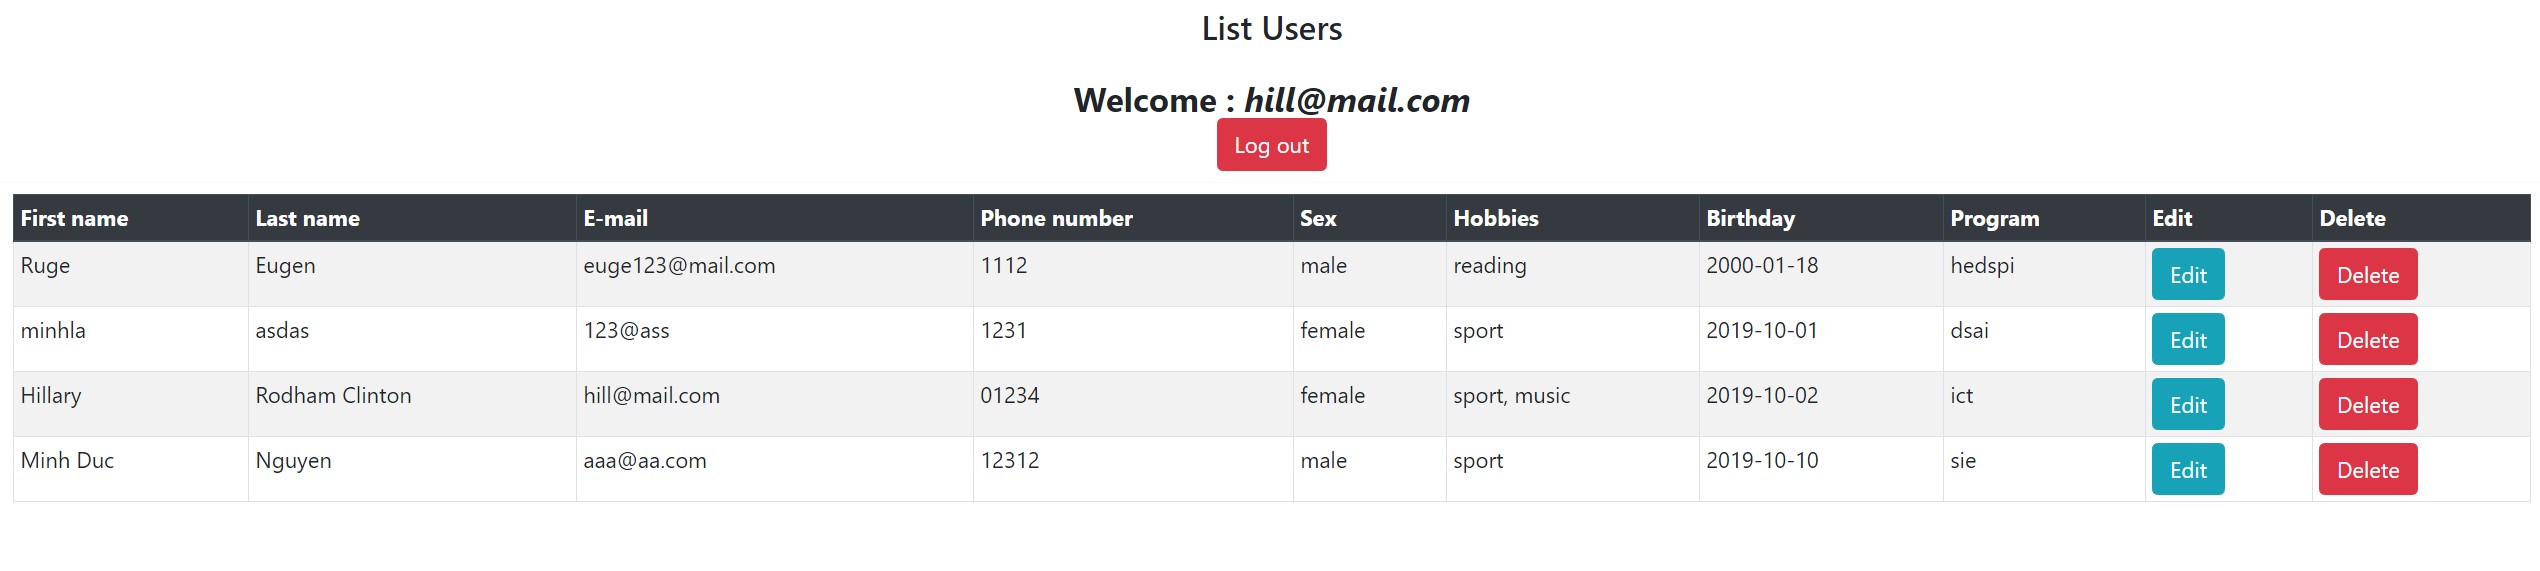 List Users
Welcome : hill@mail.com
Log out
First name Last name E-mail Phone number Sex Hobbies Birthday Program Edit Delete
Ruge Eugen euge123@mail.com 1112 male reading 2000-01-18 hedspi Edit Delete
minhla asdas 123@ass 1231 female sport 2019-10-01 dsai Edit Delete
Hillary Rodham Clinton hill@mail.com 01234 female sport, music 2019-10-02 ict Edit Delete
Minh Duc Nguyen aaa@aa.com 12312 male sport 2019-10-10 sie Edit Delete